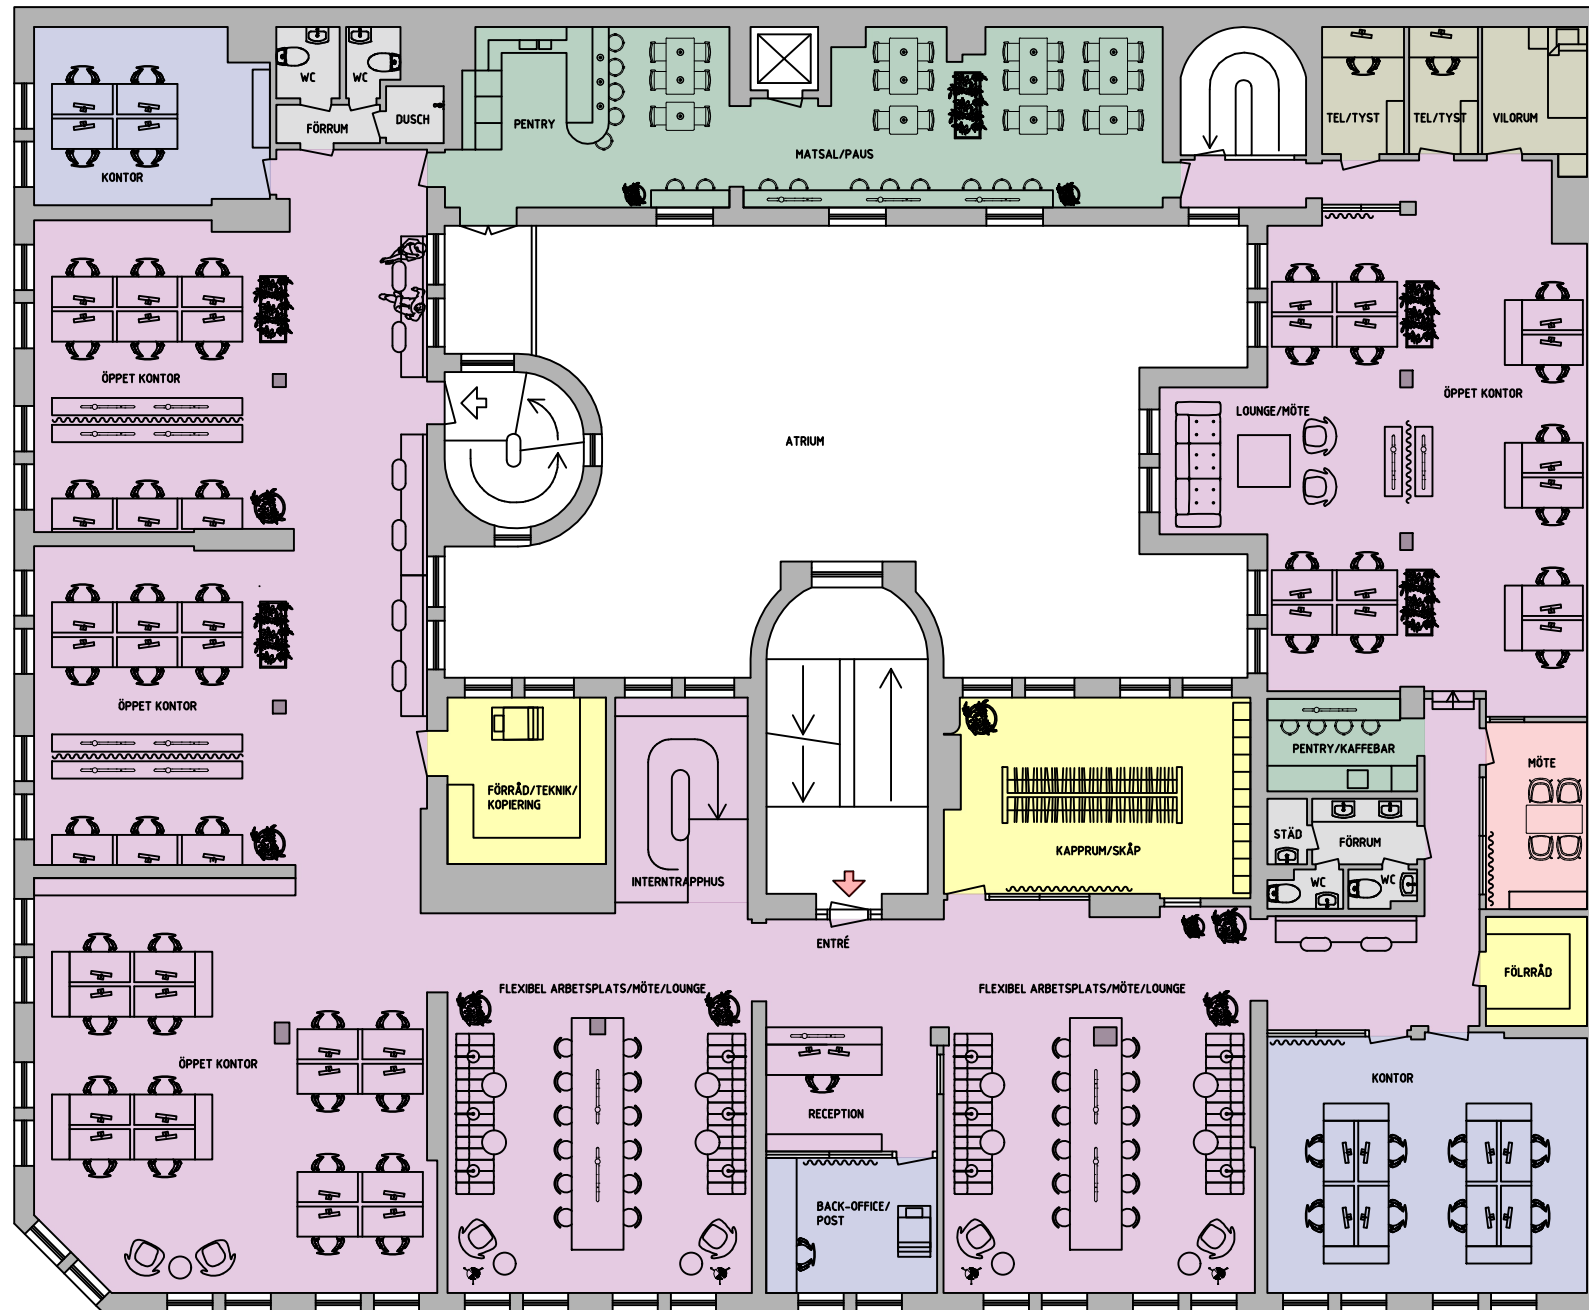 WC
WC
FÖRRUM
DUSCH
PENTRY
MATSAL/PAUS
TEL/TYST
TEL/TYST
VILORUM
KONTOR
ÖPPET KONTOR
ATRIUM
LOUNGE/MÖTE
ÖPPET KONTOR
ÖPPET KONTOR
FÖRRÅD/TEKNIK/
KOPIERING
INTERNTRAPPHUS
KAPPRUM/SKÅP
PENTRY/KAFFEBAR
MÖTE
STÄD
FÖRRUM
WC
WC
ENTRÉ
FÖLRRÅD
FLEXIBEL ARBETSPLATS/MÖTE/LOUNGE
FLEXIBEL ARBETSPLATS/MÖTE/LOUNGE
ÖPPET KONTOR
RECEPTION
KONTOR
BACK-OFFICE/
POST